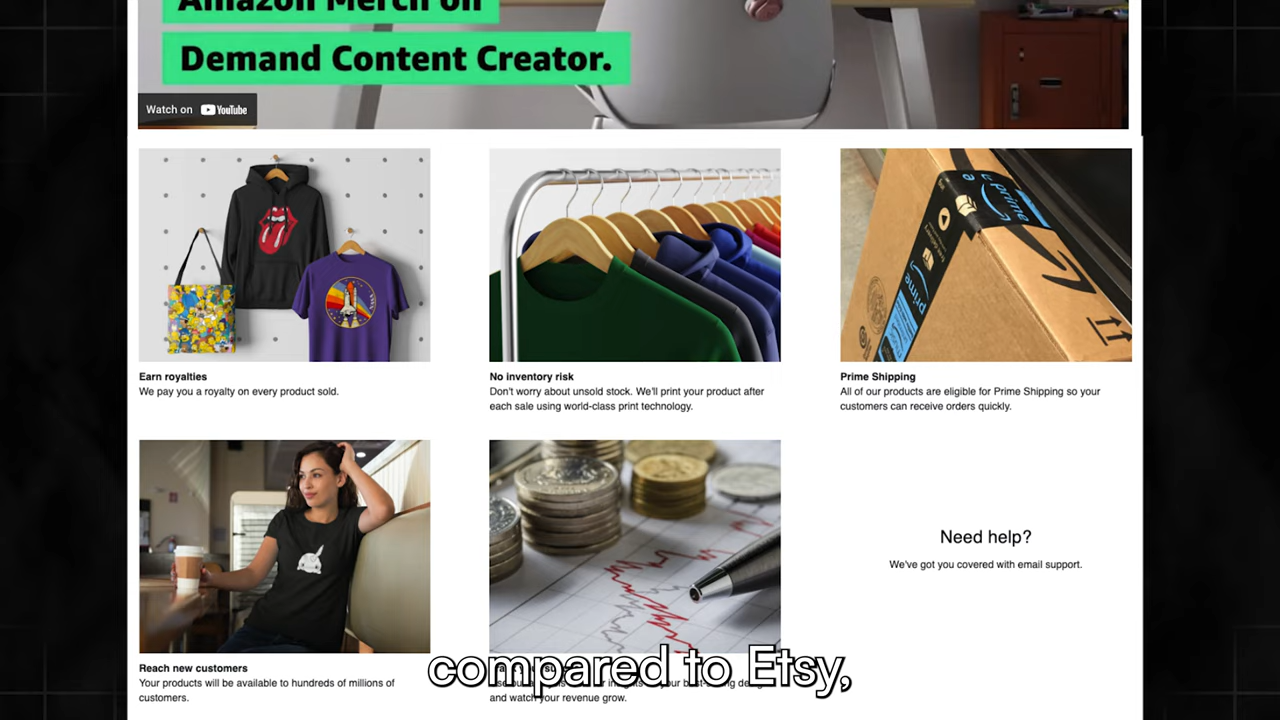 Amazon Merch on
Demand Content Creator.
Watch on YouTube
prime
prime
Earn royalties
We pay you a royalty on every product sold.
No inventory risk
Don't worry about unsold stock. We'll print your product after
each sale using world-class print technology.
Prime Shipping
All of our products are eligible for Prime Shipping so your
customers can receive orders quickly.
Need help?
We've got you covered with email support.
Reach new customers
Your products will be available to hundreds of millions of
customers.
and watch your revenue grow.
compared to Etsy,